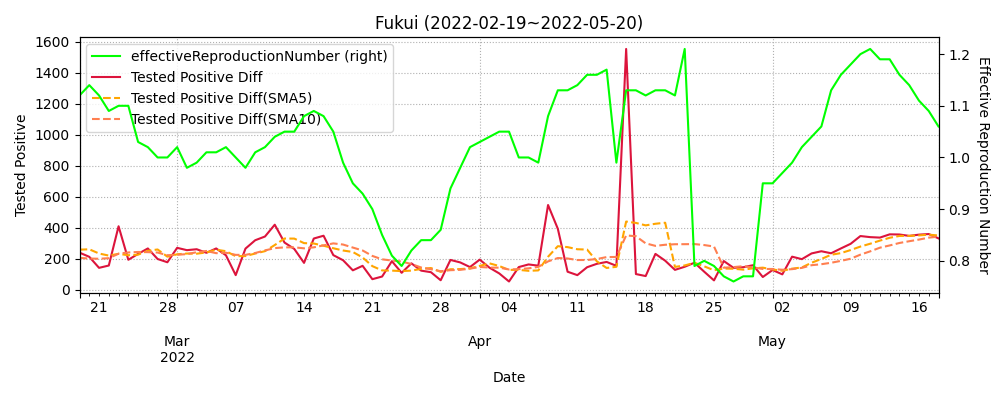 Fukui (2022-02-19~2022-05-20)
effectiveReproductionNumber (right)
Tested Positive Diff
Tested Positive Diff(SMA5)
Tested Positive Diff(SMA10)
Tested Positive
1600
1400
1200
1000
800
600
400
200
0
1.2
1.1
1.0
0.9
0.8
Effective Reproduction Number
21 28 07 14 21 28 04 11 18 25 02 09 16
Mar Apr May
2022
Date